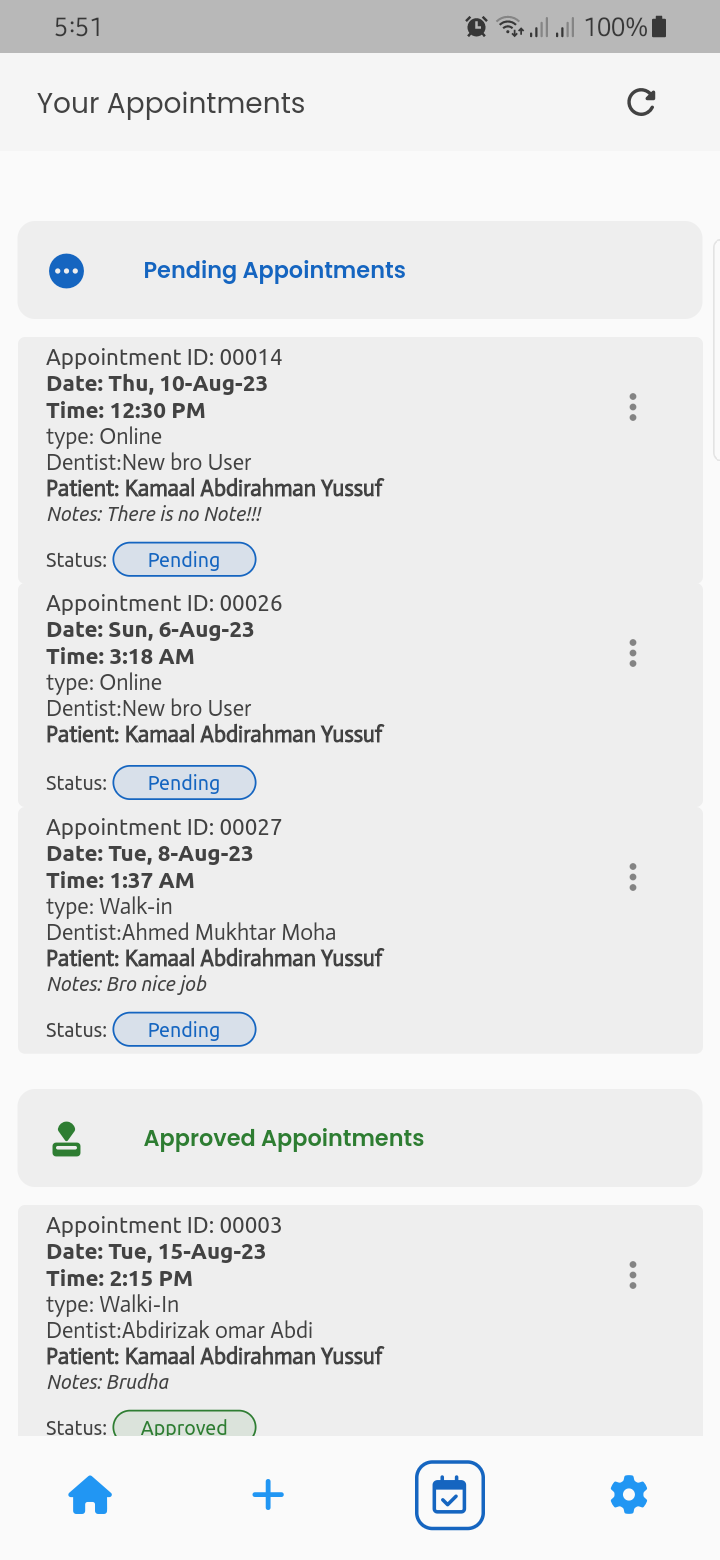 5:51
100%
Your Appointments
Pending Appointments
Appointment ID: 00014
Date: Thu, 10-Aug-23
Time: 12:30 PM
type: Online
Dentist:New bro User
Patient: Kamaal Abdirahman Yussuf
Notes: There is no Note!!!
Status: Pending
Appointment ID: 00026
Date: Sun, 6-Aug-23
Time: 3:18 AM
type: Online
Dentist:New bro User
Patient: Kamaal Abdirahman Yussuf
Status: Pending
Appointment ID: 00027
Date: Tue, 8-Aug-23
Time: 1:37 AM
type: Walk-in
Dentist:Ahmed Mukhtar Moha
Patient: Kamaal Abdirahman Yussuf
Notes: Bro nice job
Status: Pending
Approved Appointments
Appointment ID: 00003
Date: Tue, 15-Aug-23
Time: 2:15 PM
type: Walki-In
Dentist:Abdirizak omar Abdi
Patient: Kamaal Abdirahman Yussuf
Notes: Brudha
Status: Approved